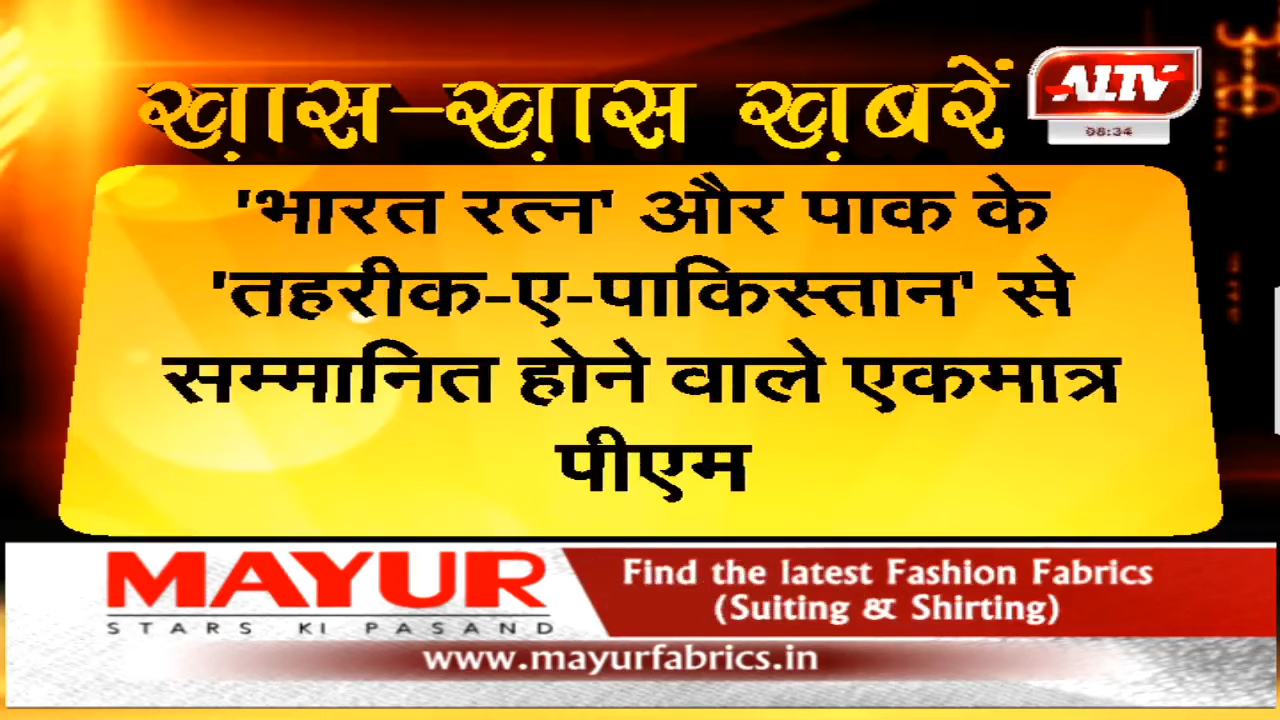 ख़ास-ख़ास ख़बरें
A1TV
08:34
'भारत रत्न' और पाक के
'तहरीक-ए-पाकिस्तान' से
सम्मानित होने वाले एकमात्र
पीएम
MAYUR
STARS KI PASAND
Find the latest Fashion Fabrics
(Suiting & Shirting)
www.mayurfabrics.in